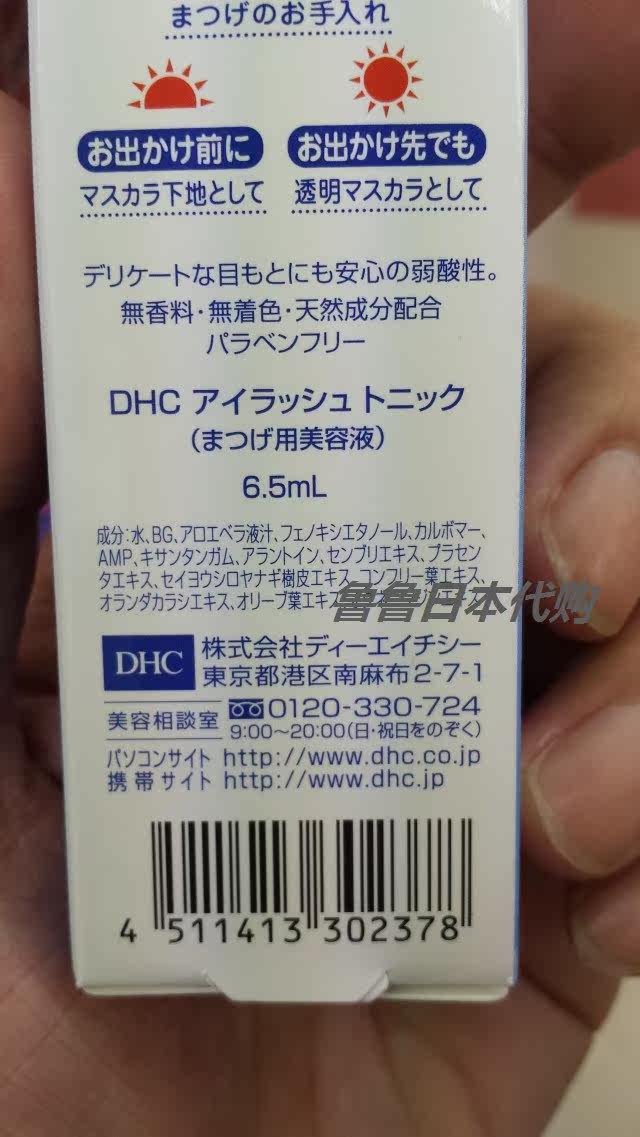 まつげのお手入れ
お出かけ前に
マスカラ下地として
お出かけ先でも
透明マスカラとして
デリケートな目もとにも安心の弱酸性。
無香料・無着色・天然成分配合
パラベンフリー
DHC アイラッシュトニック
(まつげ用美容液)
6.5mL
成分:水、BG、アロエベラ液汁、フェノキシエタノール、カルボマー、
AMP、キサンタンガム、アラントイン、センブリエキス、プラセン
タエキス、セイヨウシロヤナギ樹皮エキス、コンフリー葉エキス、
オランダカラシエキス、オリーブ葉エキス
鲁鲁日本代购
DHC
株式会社ディーエイチシー
東京都港区南麻布2-7-1
美容相談室
0120-330-724
9:00〜20:00(日・祝日をのぞく)
パソコンサイト http://www.dhc.co.jp
携帯サイト http://www.dhc.jp
4 511413 302378